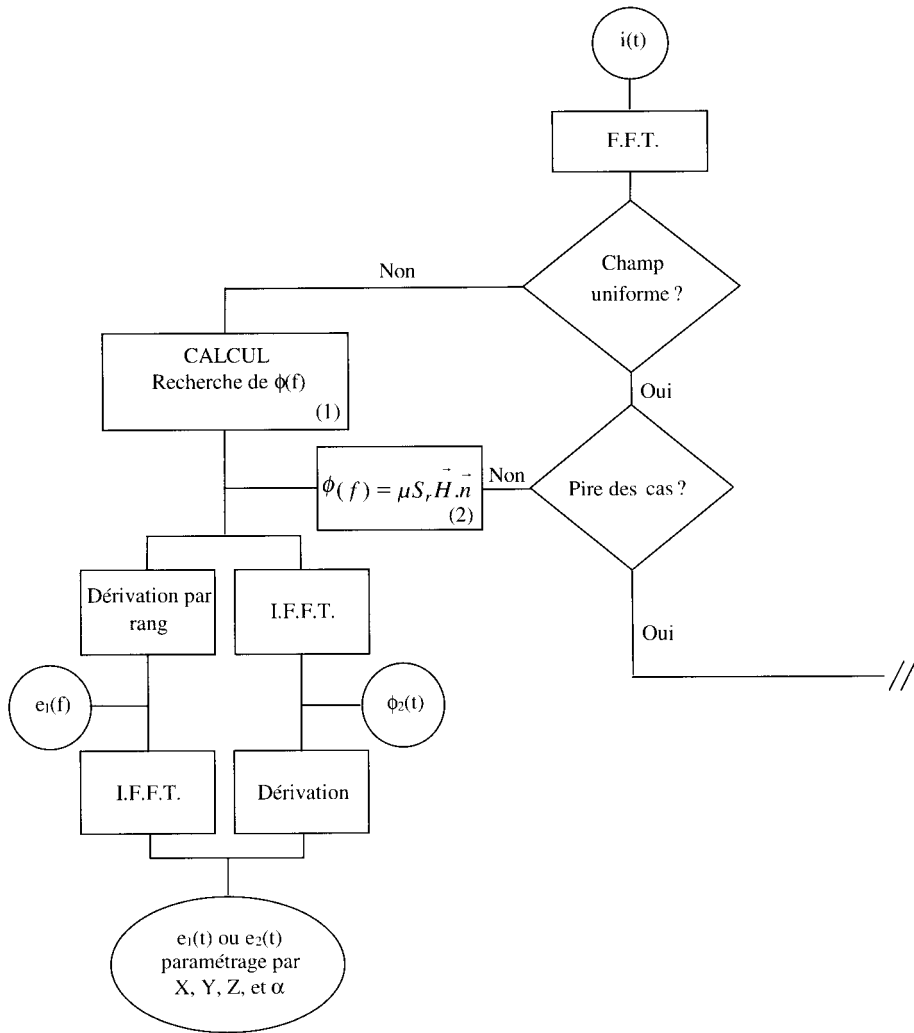 i(t)
F.F.T.
Champ
uniforme ?
Non
Oui
CALCUL
Recherche de ϕ(f)
(1)
Pire des cas ?
Non
ϕ(f) = μS_r H⃗.n⃗
(2)
Oui
//
Dérivation par
rang
I.F.F.T.
e₁(f)
ϕ₂(t)
I.F.F.T.
Dérivation
e₁(t) ou e₂(t)
paramétrage par
X, Y, Z, et α